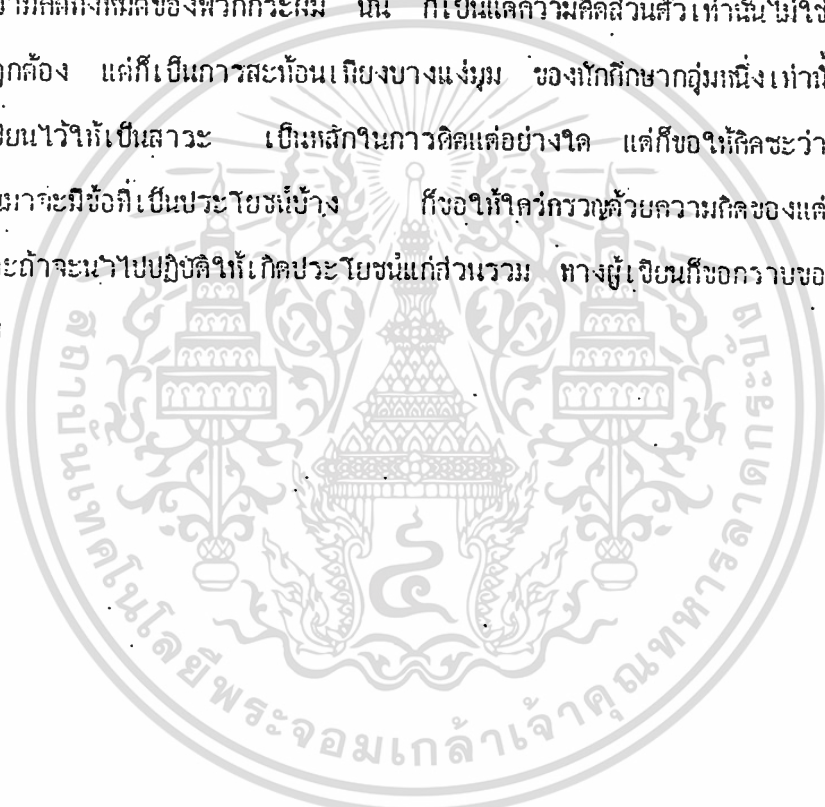 ความคิดทั้งหมดของพวกกระผม นั้น ก็เป็นแค่ความคิดส่วนตัวเท่านั้นไม่ใช่
ถูกต้อง แต่ก็เป็นการสะท้อนเพียงบางแง่มุม ของนักศึกษากลุ่มหนึ่งเท่านั้
ขียนไว้ให้เป็นสาระ เป็นหลักในการคิดแต่อย่างใด แต่ก็ขอให้คิดซะว่า
นมาจะมีข้อที่เป็นประโยชน์บ้าง ก็ขอให้ใคร่ครวญด้วยความคิดของแต่
ะถ้าจะนำไปปฏิบัติให้เกิดประโยชน์แก่ส่วนรวม ทางผู้เขียนก็ขอกราบขอ
สถาบันเทคโนโลยีพระจอมเกล้าเจ้าคุณทหารลาดกระบัง